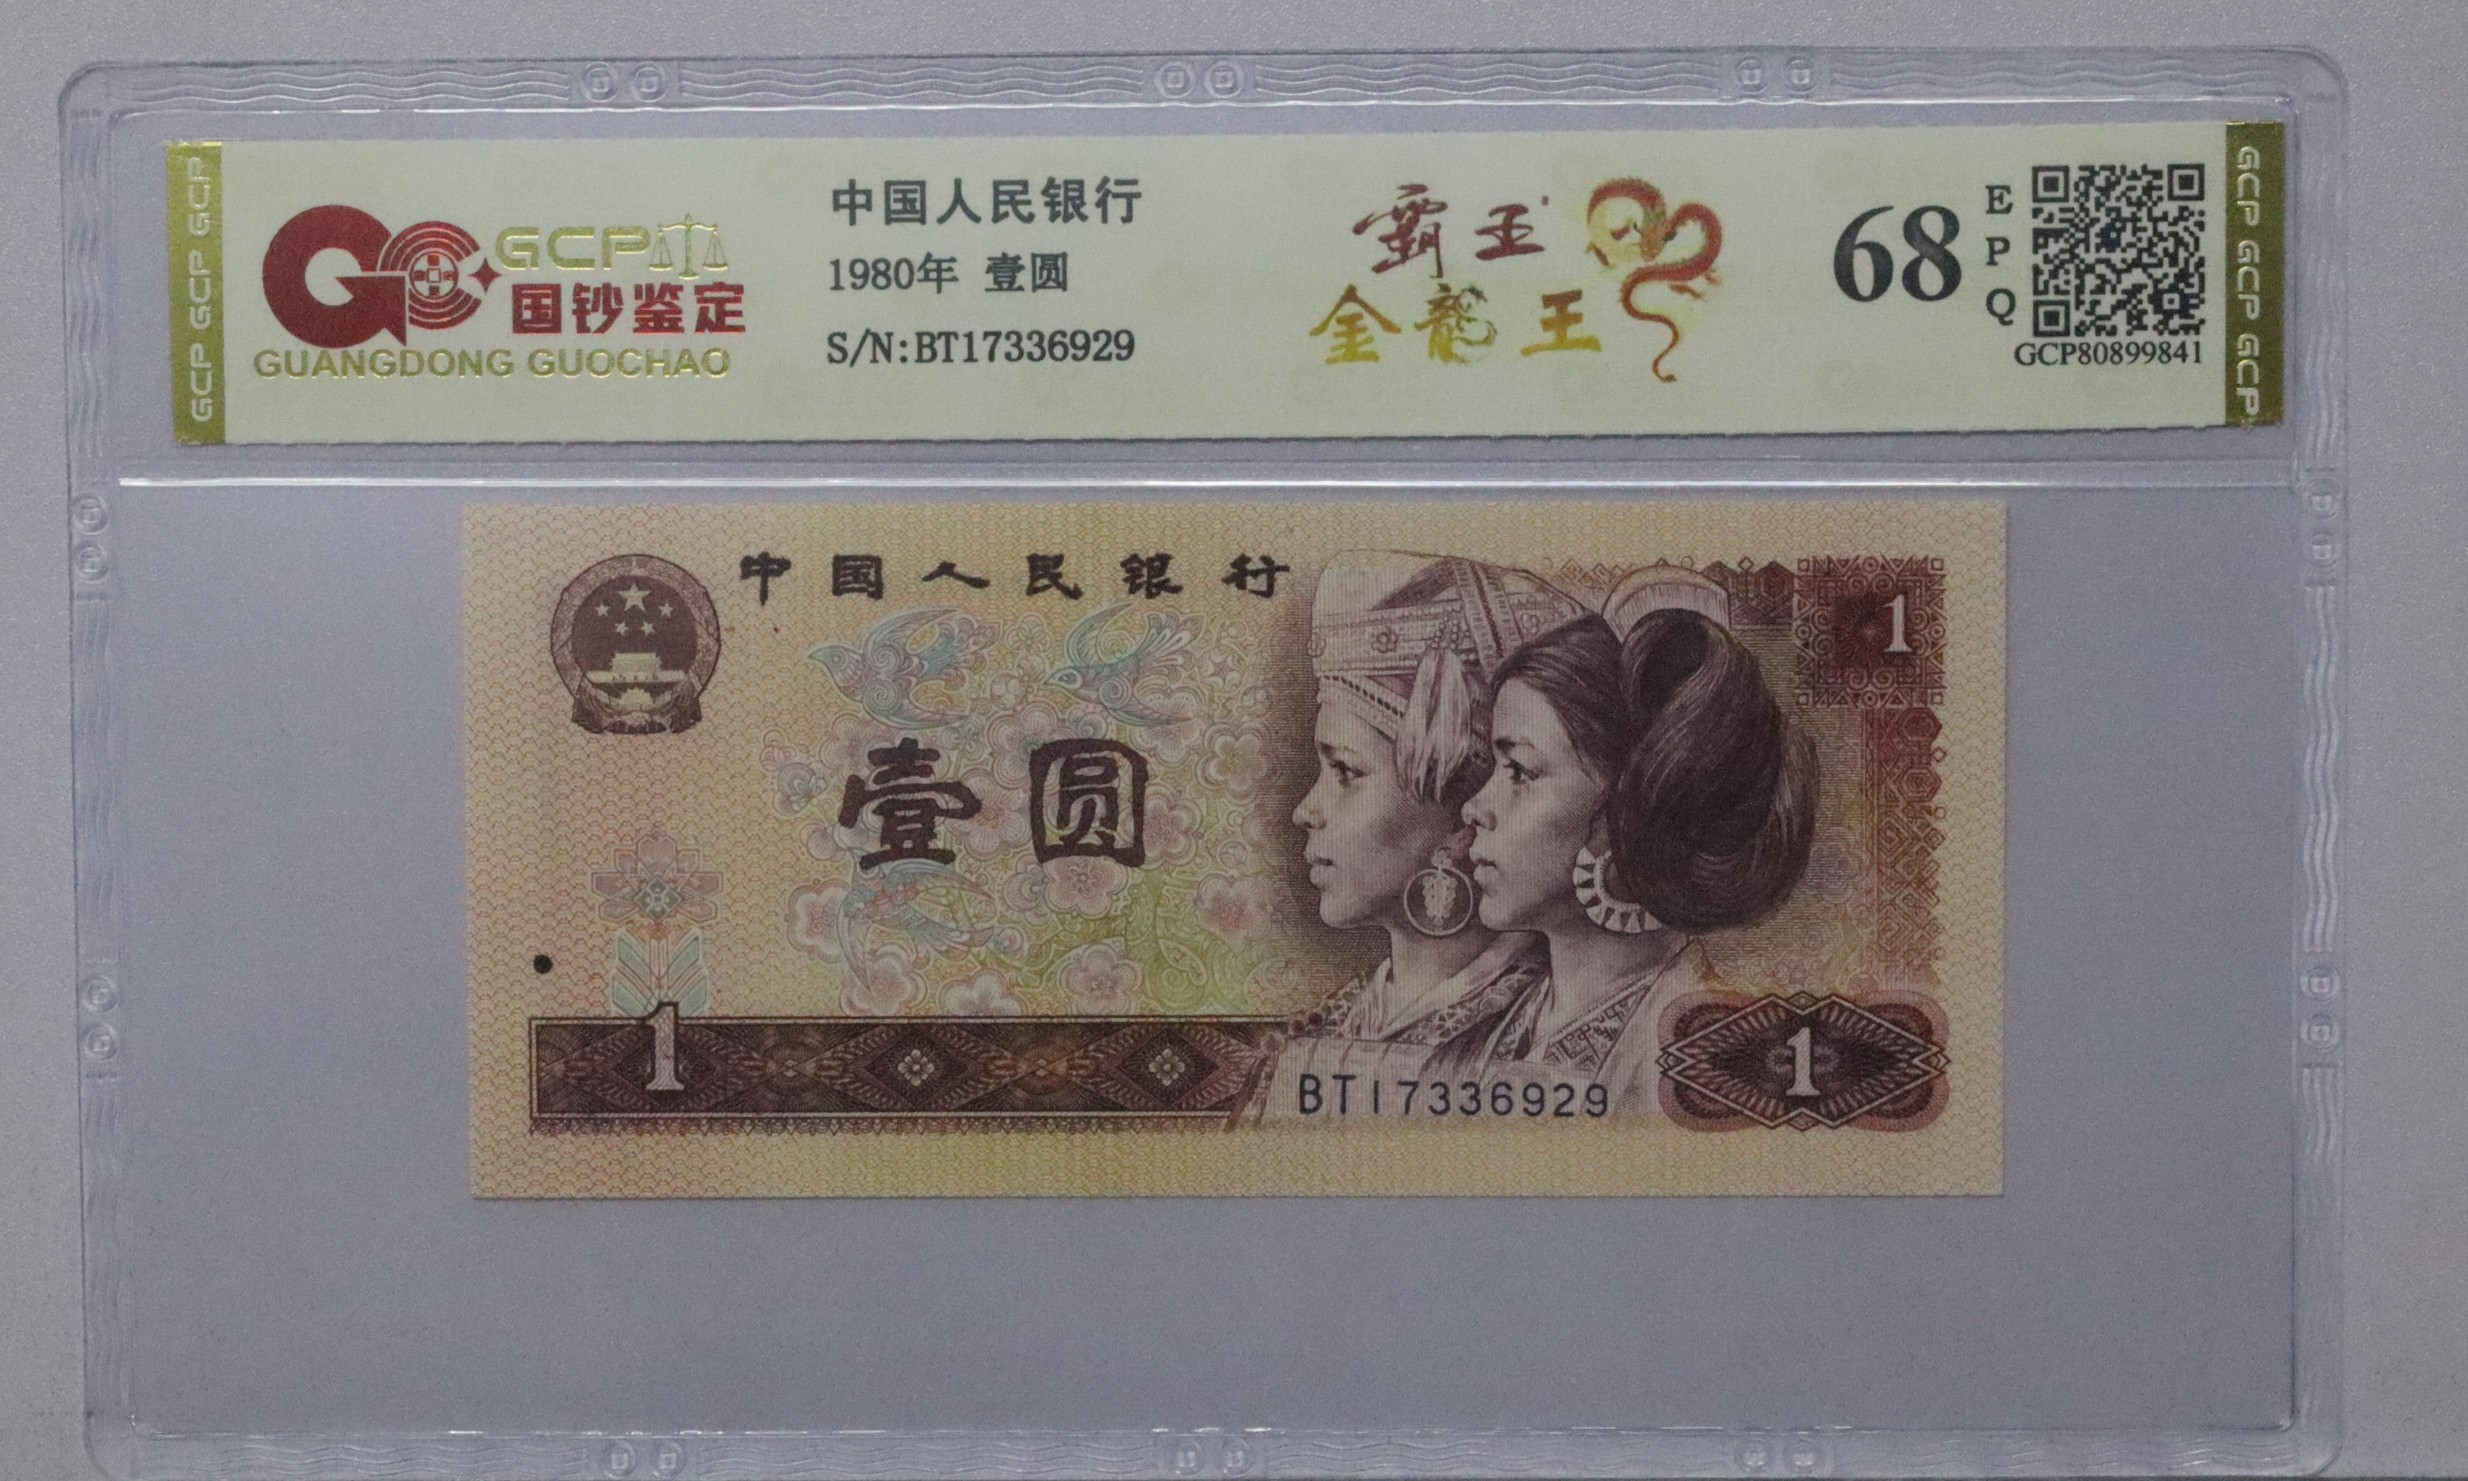 GCP GCP GCP
GCP
国钞鉴定
GUANGDONG GUOCHAO
中国人民银行
1980年 壹圆
S/N:BT17336929
霸王
金龍王
68
E
P
Q
GCP80899841
GCP GCP GCP
中国人民银行
1
壹圆
1
BT17336929
1